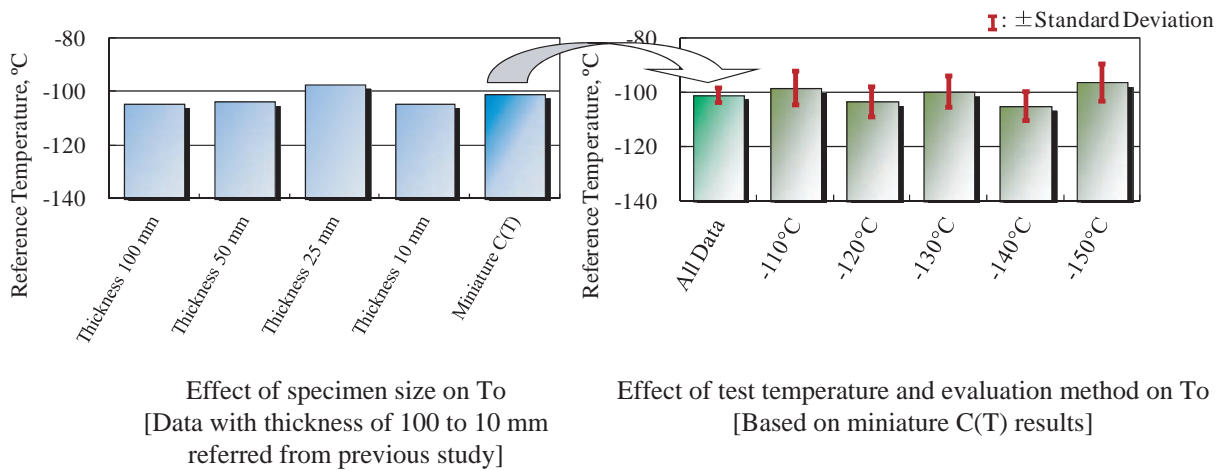 I: ±Standard Deviation
Reference Temperature, ºC
-80
-100
-120
-140
Thickness 100 mm
Thickness 50 mm
Thickness 25 mm
Thickness 10 mm
Miniature C(T)
Reference Temperature, ºC
-80
-100
-120
-140
All Data
-110°C
-120°C
-130°C
-140°C
-150°C
Effect of specimen size on To
[Data with thickness of 100 to 10 mm
referred from previous study]
Effect of test temperature and evaluation method on To
[Based on miniature C(T) results]